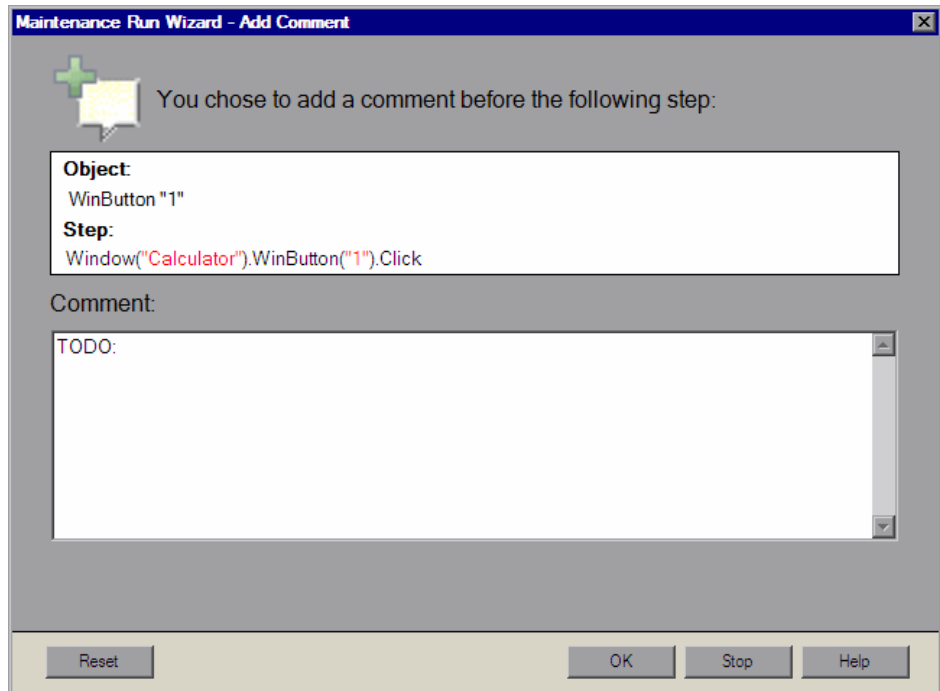 Maintenance Run Wizard - Add Comment
You chose to add a comment before the following step:
Object:
WinButton "1"
Step:
Window("Calculator").WinButton("1").Click
Comment:
TODO:
Reset OK Stop Help